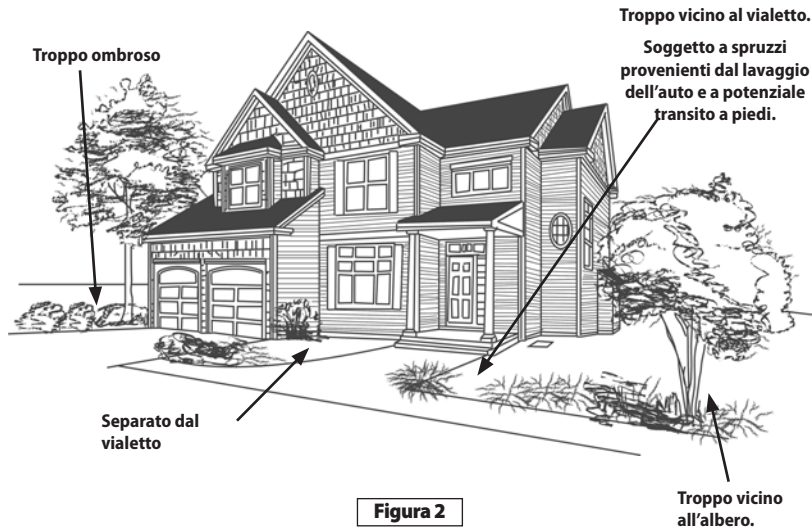 Troppo vicino al vialetto.
Soggetto a spruzzi
provenienti dal lavaggio
dell’auto e a potenziale
transito a piedi.
Troppo ombroso
Separato dal
vialetto
Troppo vicino
all’albero.
Figura 2